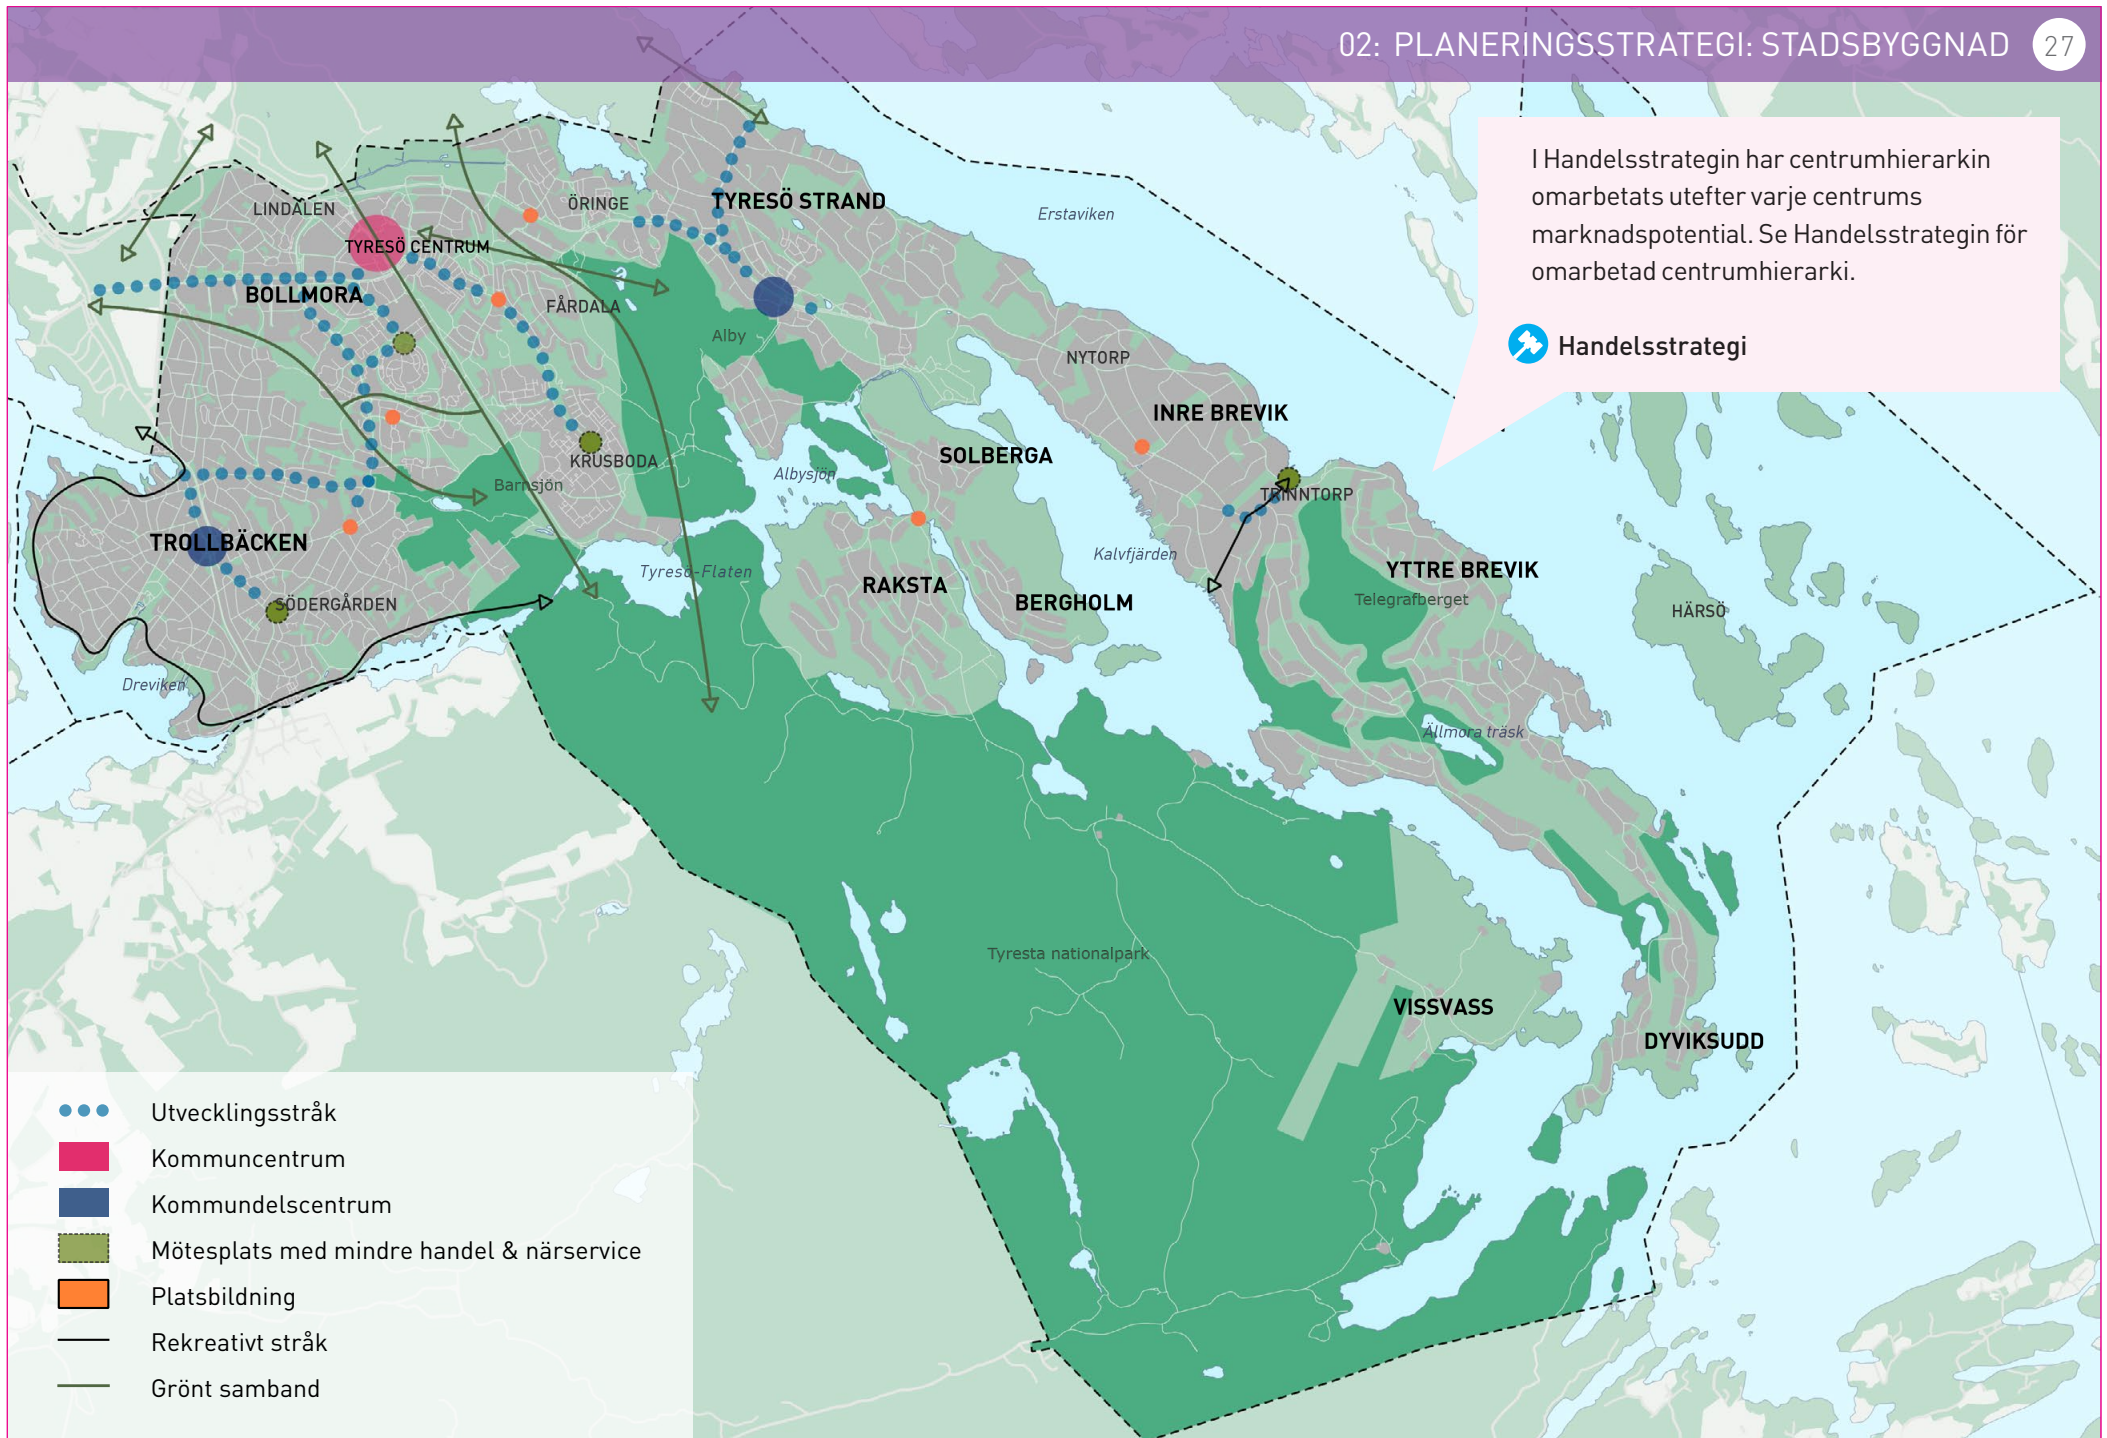 02: PLANERINGSSTRATEGI: STADSBYGGNAD 27
I Handelsstrategin har centrumhierarkin
omarbetats utefter varje centrums
marknadspotential. Se Handelsstrategin för
omarbetad centrumhierarki.
Handelsstrategi
LINDALEN
ÖRINGE
TYRESÖ STRAND
Erstaviken
TYRESÖ CENTRUM
BOLLMORA
FÅRDALA
Alby
NYTORP
INRE BREVIK
SOLBERGA
KRUSBODA
Albysjön
Barnsjön
TRINNTORP
TROLLBÄCKEN
Kalvfjärden
Tyresö-Flaten
YTTRE BREVIK
RAKSTA
BERGHOLM
Telegrafberget
SÖDERGÅRDEN
HÄRSÖ
Dreviken
Ällmora träsk
Tyresta nationalpark
VISSVASS
DYVIKSUDD
Utvecklingsstråk
Kommuncentrum
Kommundelscentrum
Mötesplats med mindre handel & närservice
Platsbildning
Rekreativt stråk
Grönt samband